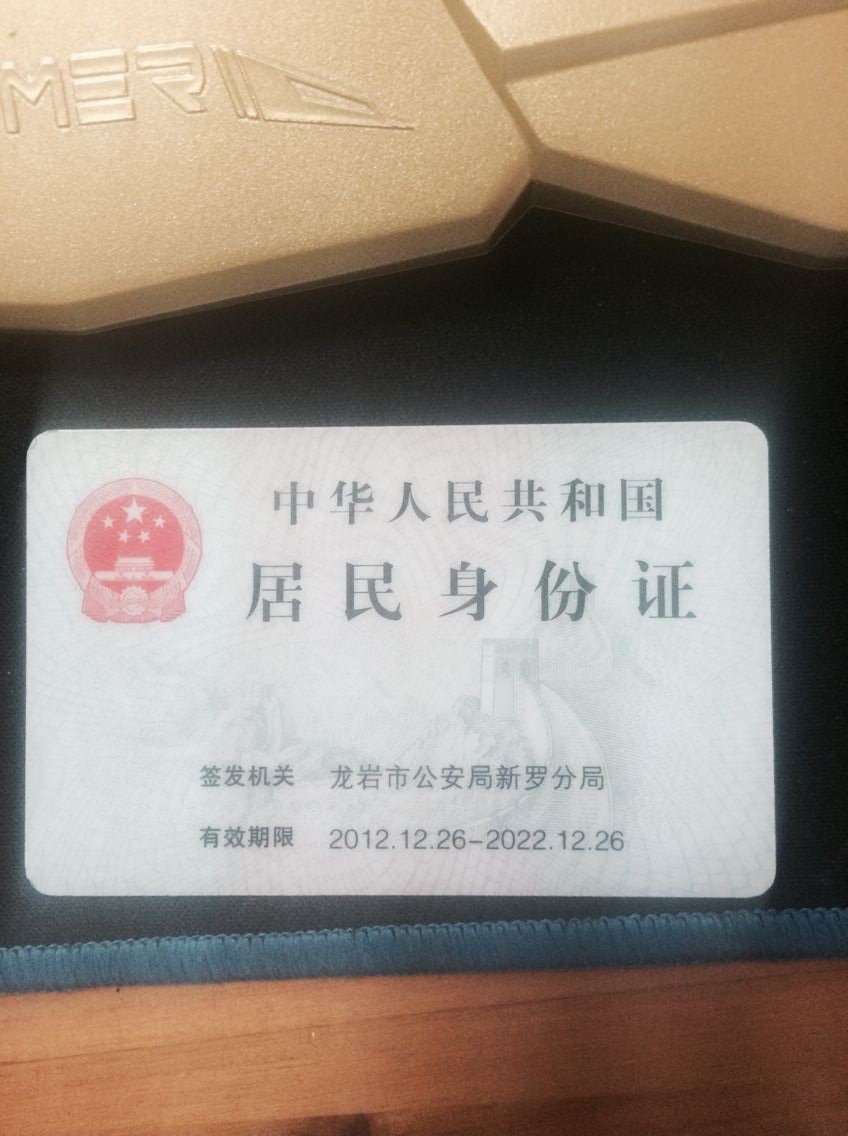 MER
中华人民共和国
居民身份证
签发机关 龙岩市公安局新罗分局
有效期限 2012.12.26-2022.12.26